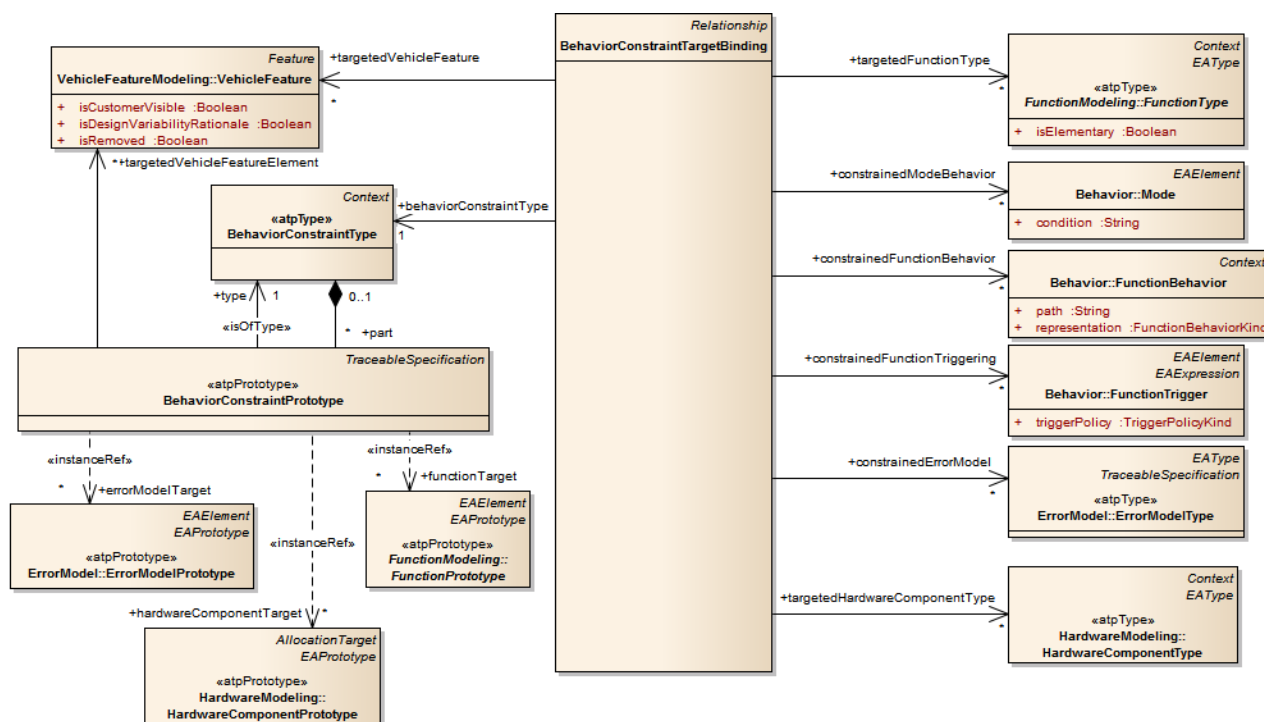 Relationship
BehaviorConstraintTargetBinding
Feature
VehicleFeatureModeling::VehicleFeature
+ isCustomerVisible :Boolean
+ isDesignVariabilityRationale :Boolean
+ isRemoved :Boolean
+targetedVehicleFeature
*
*
+targetedVehicleFeatureElement
Context
«atpType»
BehaviorConstraintType
+behaviorConstraintType
1
+type
1
0..1
«isOfType»
*
+part
TraceableSpecification
«atpPrototype»
BehaviorConstraintPrototype
«instanceRef»
*
+errorModelTarget
EAElement
EAPrototype
«atpPrototype»
ErrorModel::ErrorModelPrototype
«instanceRef»
+hardwareComponentTarget
*
AllocationTarget
EAPrototype
«atpPrototype»
HardwareModeling::
HardwareComponentPrototype
«instanceRef»
*
+functionTarget
EAElement
EAPrototype
«atpPrototype»
FunctionModeling::
FunctionPrototype
+targetedFunctionType
*
Context
EAType
«atpType»
FunctionModeling::FunctionType
+ isElementary :Boolean
+constrainedModeBehavior
*
EAElement
Behavior::Mode
+ condition :String
+constrainedFunctionBehavior
*
Context
Behavior::FunctionBehavior
+ path :String
+ representation :FunctionBehaviorKind
+constrainedFunctionTriggering
*
EAElement
EAExpression
Behavior::FunctionTrigger
+ triggerPolicy :TriggerPolicyKind
+constrainedErrorModel
*
EAType
TraceableSpecification
«atpType»
ErrorModel::ErrorModelType
+targetedHardwareComponentType
*
Context
EAType
«atpType»
HardwareModeling::
HardwareComponentType